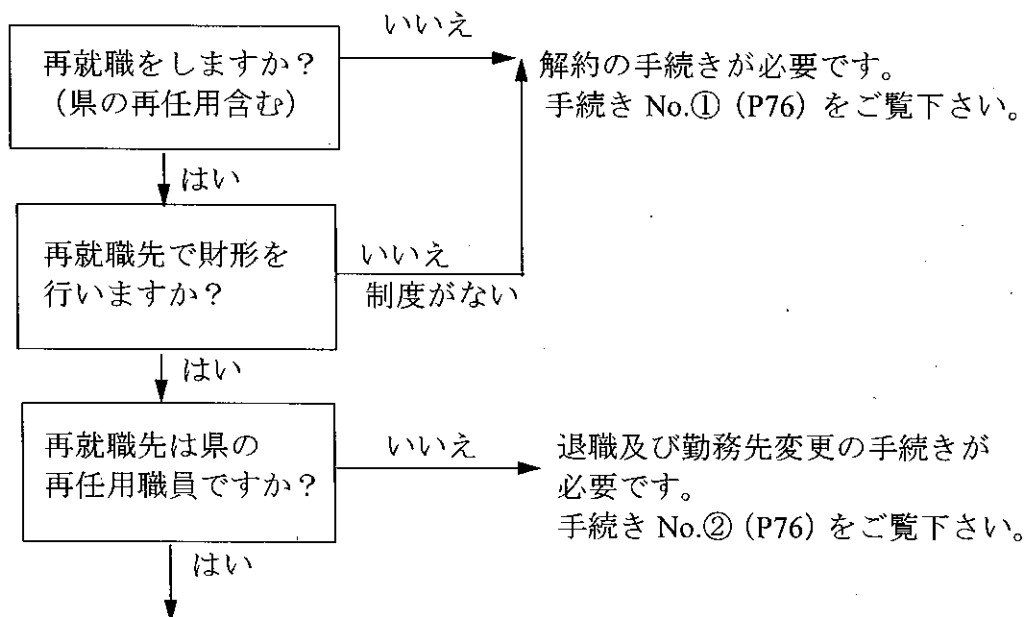 いいえ
再就職をしますか？
（県の再任用含む）
解約の手続きが必要です。
手続き No.①（P76）をご覧下さい。
はい
再就職先で財形を
行いますか？
いいえ
制度がない
はい
再就職先は県の
再任用職員ですか？
いいえ
退職及び勤務先変更の手続きが
必要です。
手続き No.②（P76）をご覧下さい。
はい